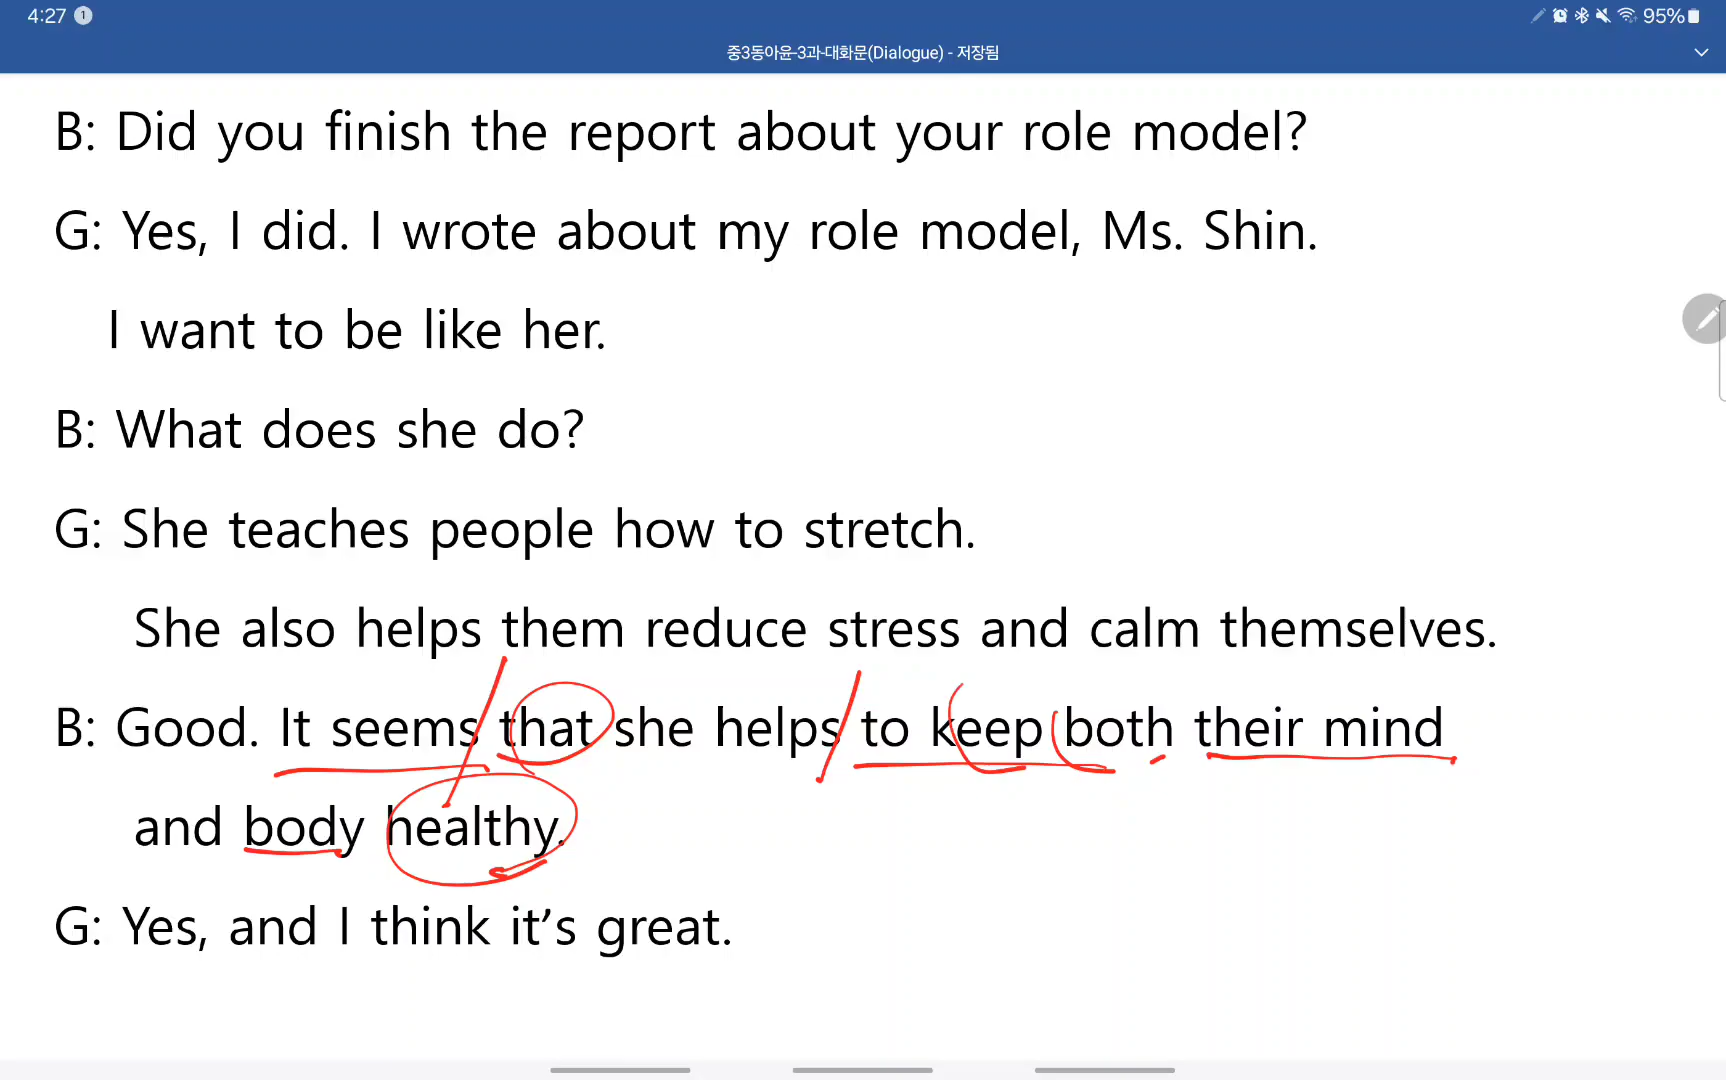 4:27 1 95%
중3동아윤-3과-대화문(Dialogue) - 저장됨
B: Did you finish the report about your role model?
G: Yes, I did. I wrote about my role model, Ms. Shin.
I want to be like her.
B: What does she do?
G: She teaches people how to stretch.
She also helps them reduce stress and calm themselves.
B: Good. It seems that she helps to keep both their mind
and body healthy.
G: Yes, and I think it’s great.